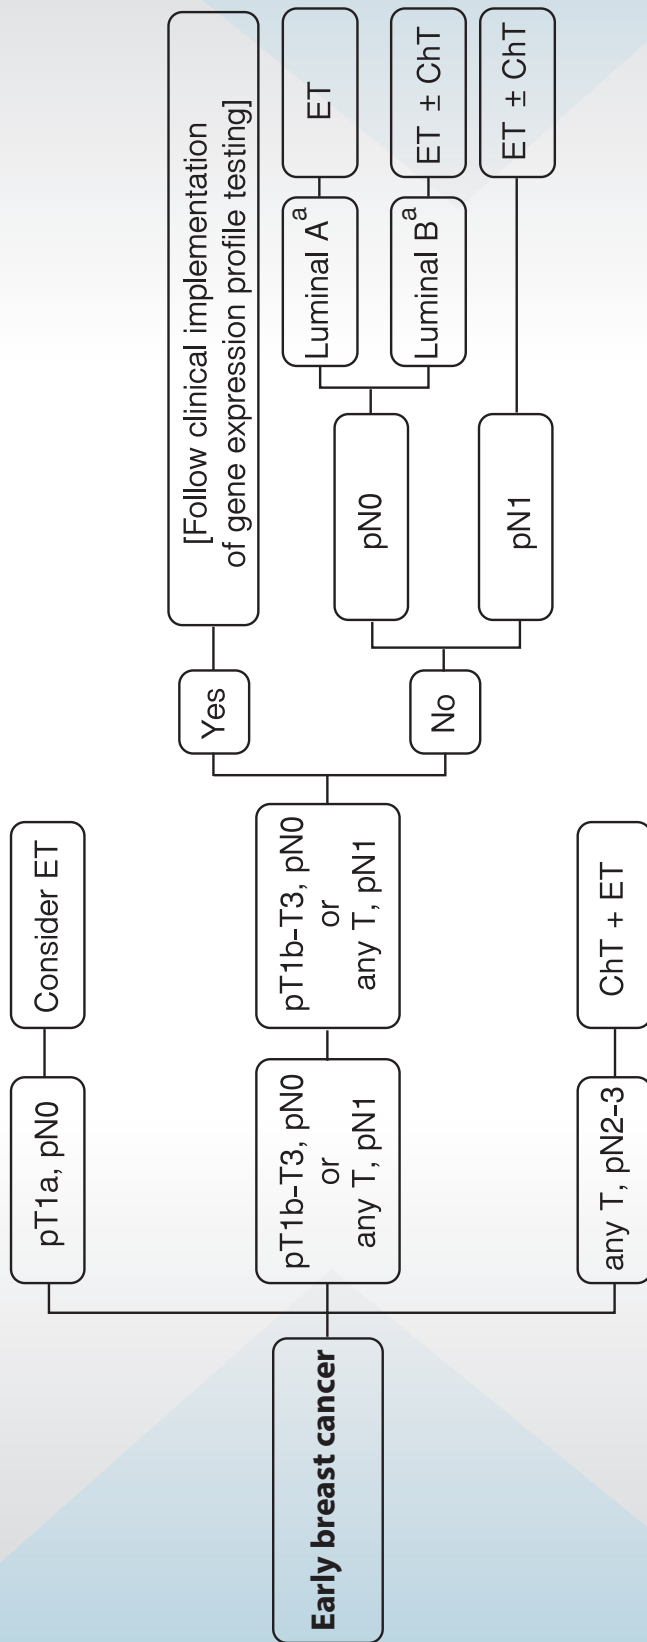 Early breast cancer
pT1a, pN0
Consider ET
pT1b-T3, pN0
or
any T, pN1
pT1b-T3, pN0
or
any T, pN1
Yes
[Follow clinical implementation
of gene expression profile testing]
No
pN0
Luminal Aᵃ
ET
Luminal Bᵃ
ET ± ChT
pN1
ET ± ChT
any T, pN2-3
ChT + ET